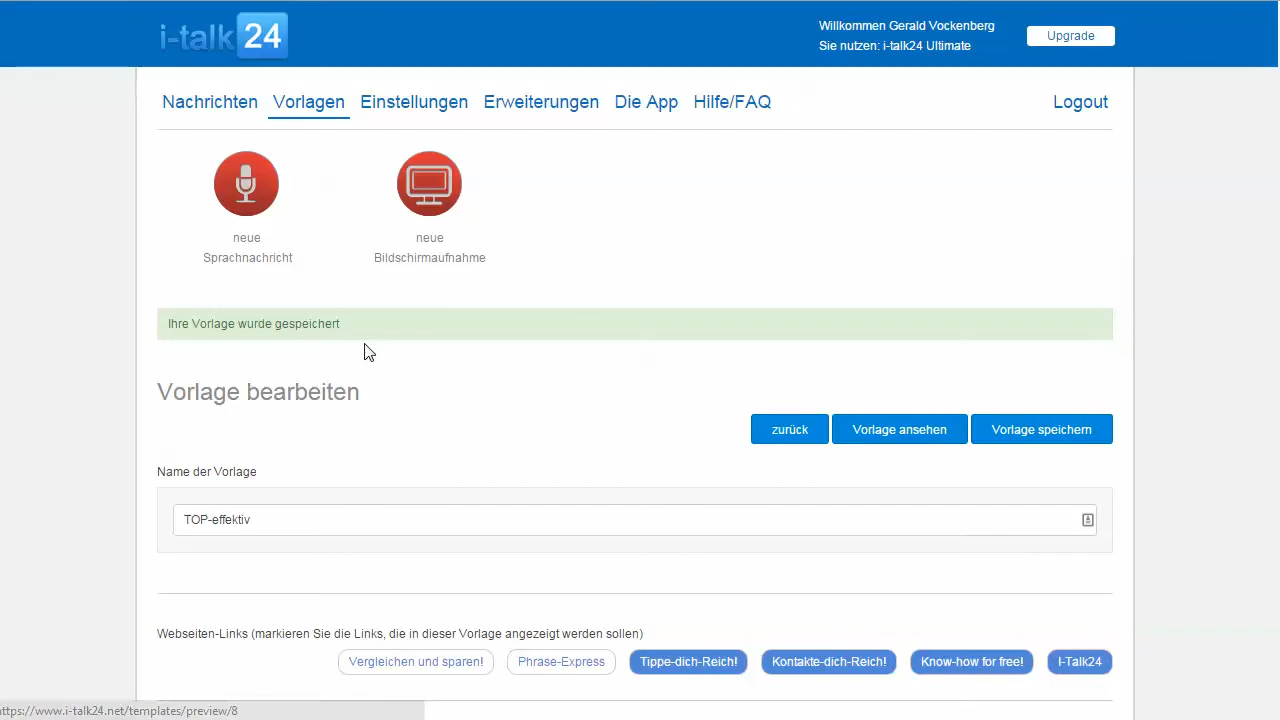 i-talk 24
Willkommen Gerald Vockenberg
Sie nutzen: i-talk24 Ultimate
Upgrade
Nachrichten Vorlagen Einstellungen Erweiterungen Die App Hilfe/FAQ Logout
neue
Sprachnachricht
neue
Bildschirmaufnahme
Ihre Vorlage wurde gespeichert
Vorlage bearbeiten
zurück Vorlage ansehen Vorlage speichern
Name der Vorlage
TOP-effektiv
Webseiten-Links (markieren Sie die Links, die in dieser Vorlage angezeigt werden sollen)
Vergleichen und sparen! Phrase-Express Tippe-dich-Reich! Kontakte-dich-Reich! Know-how for free! I-Talk24
ttps://www.i-talk24.net/templates/preview/8